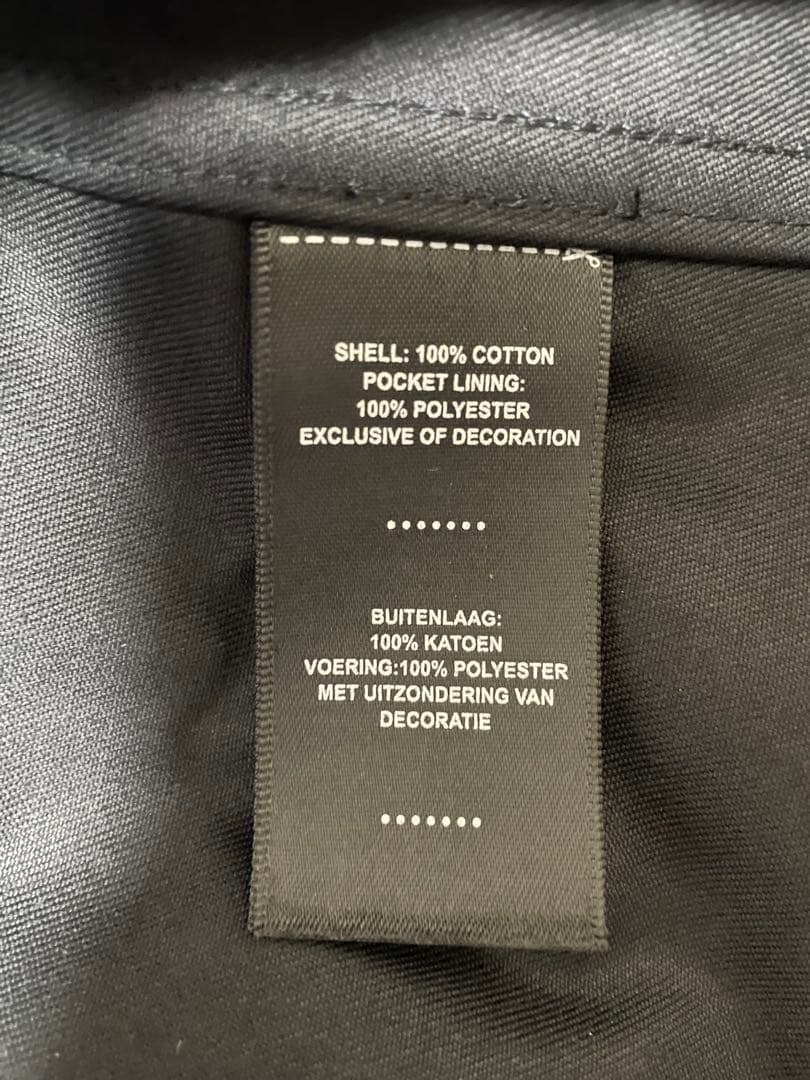 SHELL: 100% COTTON
POCKET LINING:
100% POLYESTER
EXCLUSIVE OF DECORATION
.......
BUITENLAAG:
100% KATOEN
VOERING:100% POLYESTER
MET UITZONDERING VAN
DECORATIE
.......